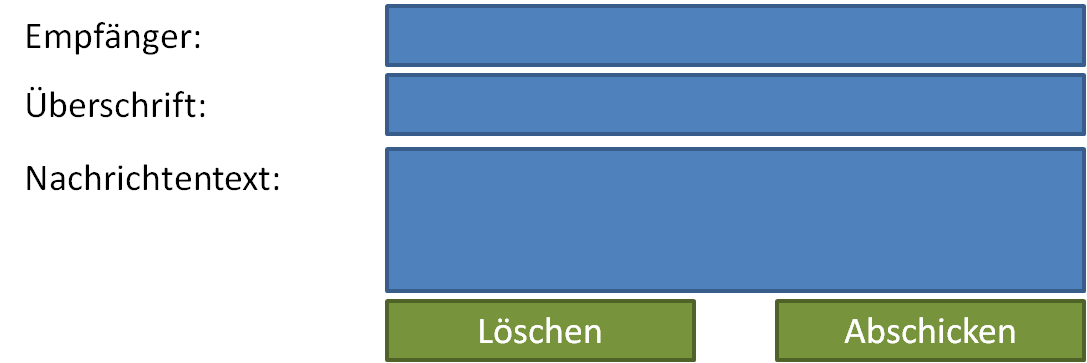 Empfänger:
Überschrift:
Nachrichtentext:
Löschen Abschicken